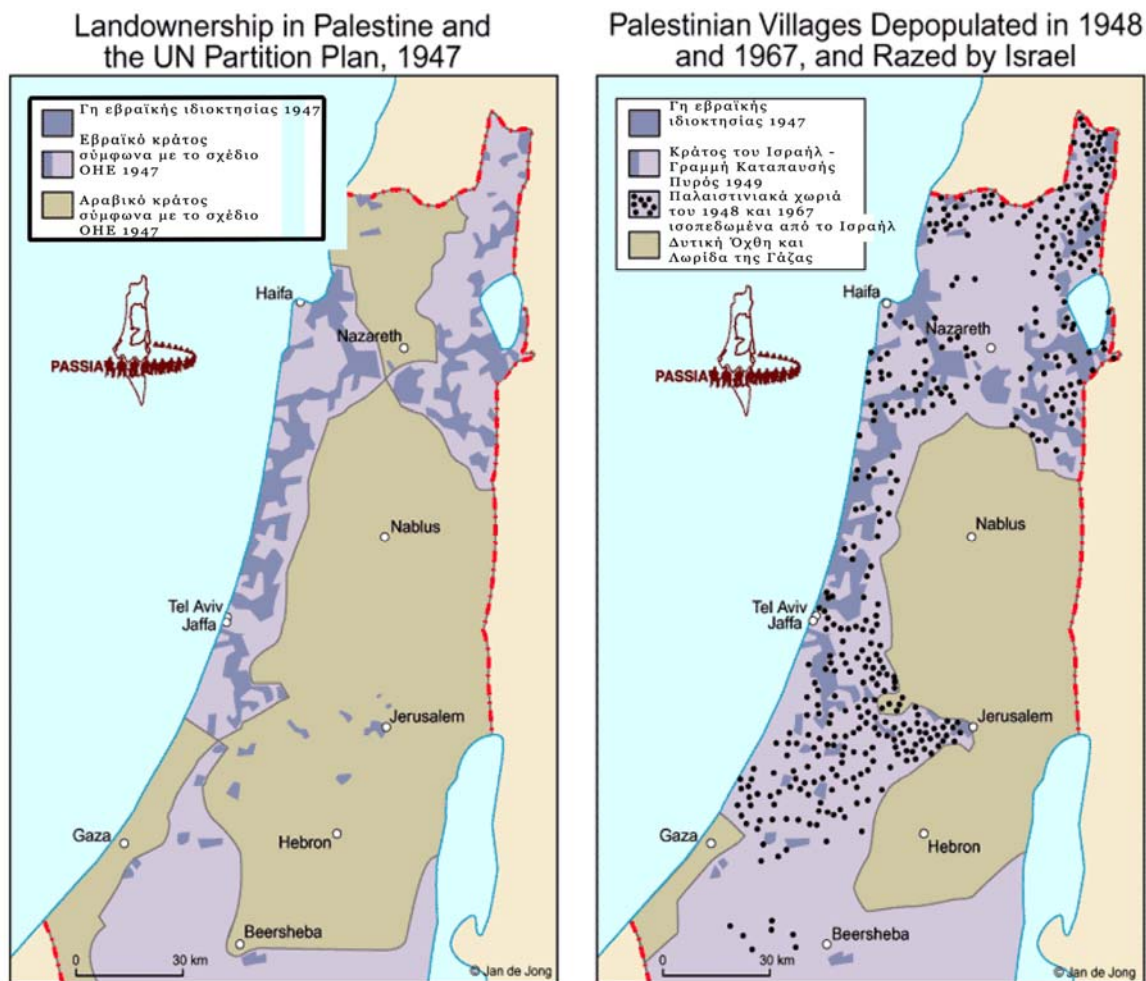 Landownership in Palestine and
the UN Partition Plan, 1947
Γη εβραϊκής ιδιοκτησίας 1947
Εβραϊκό κράτος
σύμφωνα με το σχέδιο
ΟΗΕ 1947
Αραβικό κράτος
σύμφωνα με το σχέδιο
ΟΗΕ 1947
Haifa
Nazareth
PASSIA
Nablus
Tel Aviv
Jaffa
Jerusalem
Gaza
Hebron
Beersheba
0 30 km
© Jan de Jong
Palestinian Villages Depopulated in 1948
and 1967, and Razed by Israel
Γη εβραϊκής
ιδιοκτησίας 1947
Κράτος του Ισραήλ -
Γραμμή Καταπαυσής
Πυρός 1949
Παλαιστινιακά χωριά
του 1948 και 1967
ισοπεδωμένα από το Ισραήλ
Δυτική Όχθη και
Λωρίδα της Γάζας
Haifa
Nazareth
PASSIA
Nablus
Tel Aviv
Jaffa
Jerusalem
Gaza
Hebron
Beersheba
0 30 km
© Jan de Jong